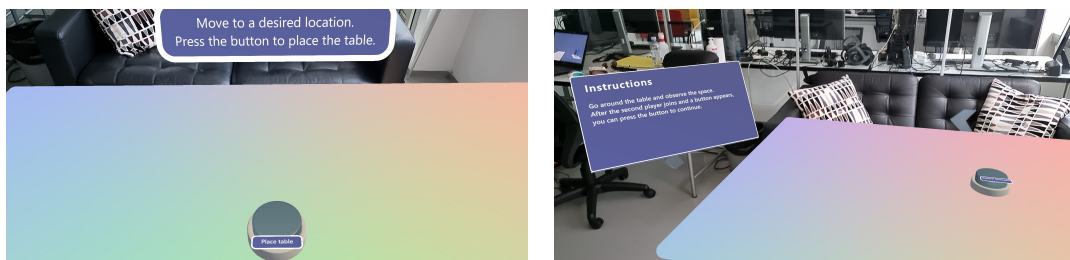 Move to a desired location.
Press the button to place the table.
Place table
Instructions
Go around the table and observe the space.
After the second player joins and a button appears,
you can press the button to continue.